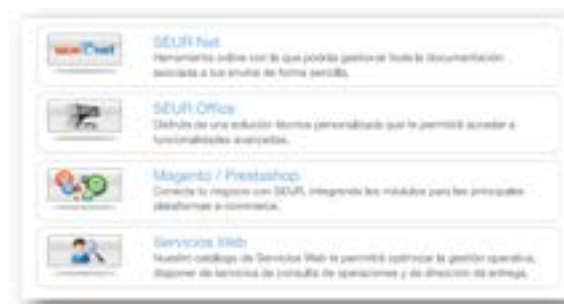 SEUR Net
Herramienta online con la que podrás gestionar toda la documentación
asociada a tus envíos de forma sencilla.
SEUR Office
Disfruta de una solución técnica personalizada que te permitirá acceder a
funcionalidades avanzadas.
Magento / Prestashop
Conecta tu negocio con SEUR, integrando los módulos para las principales
plataformas e-commerce.
Servicios Web
Nuestro catálogo de Servicios Web te permitirá optimizar la gestión operativa,
disponer de servicios de consulta de operaciones y de dirección de entrega.